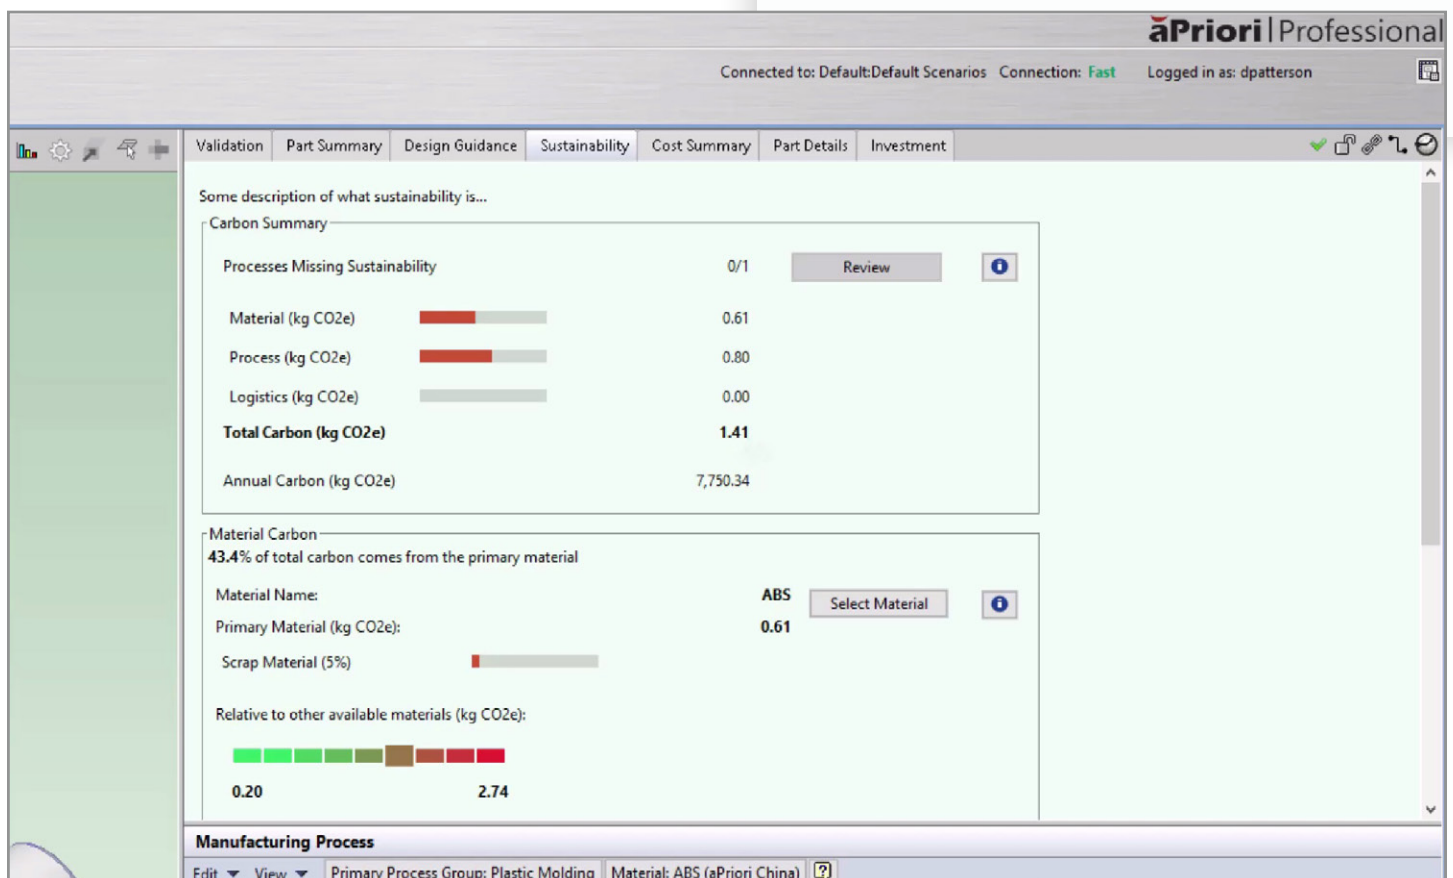 āPriori | Professional
Connected to: Default:Default Scenarios Connection: Fast Logged in as: dpatterson
Validation Part Summary Design Guidance Sustainability Cost Summary Part Details Investment
Some description of what sustainability is...
Carbon Summary
Processes Missing Sustainability 0/1 Review
Material (kg CO2e) 0.61
Process (kg CO2e) 0.80
Logistics (kg CO2e) 0.00
Total Carbon (kg CO2e) 1.41
Annual Carbon (kg CO2e) 7,750.34
Material Carbon
43.4% of total carbon comes from the primary material
Material Name: ABS Select Material
Primary Material (kg CO2e): 0.61
Scrap Material (5%)
Relative to other available materials (kg CO2e):
0.20 2.74
Manufacturing Process
Edit View Primary Process Group: Plastic Molding Material: ABS (aPriori China) ?